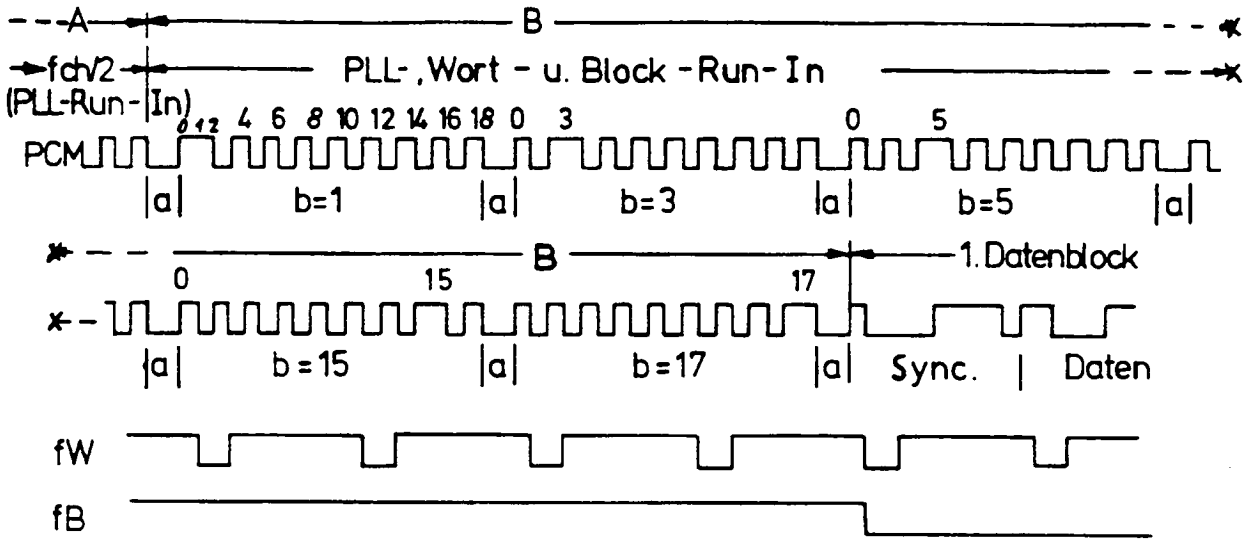 A B
fch/2 PLL-,Wort - u. Block - Run - In
(PLL-Run-In)
0 1 2 4 6 8 10 12 14 16 18 0 3 0 5
PCM
|a| b=1 |a| b=3 |a| b=5 |a|
B 1. Datenblock
0 15 17
|a| b=15 |a| b=17 |a| Sync. | Daten
fW
fB